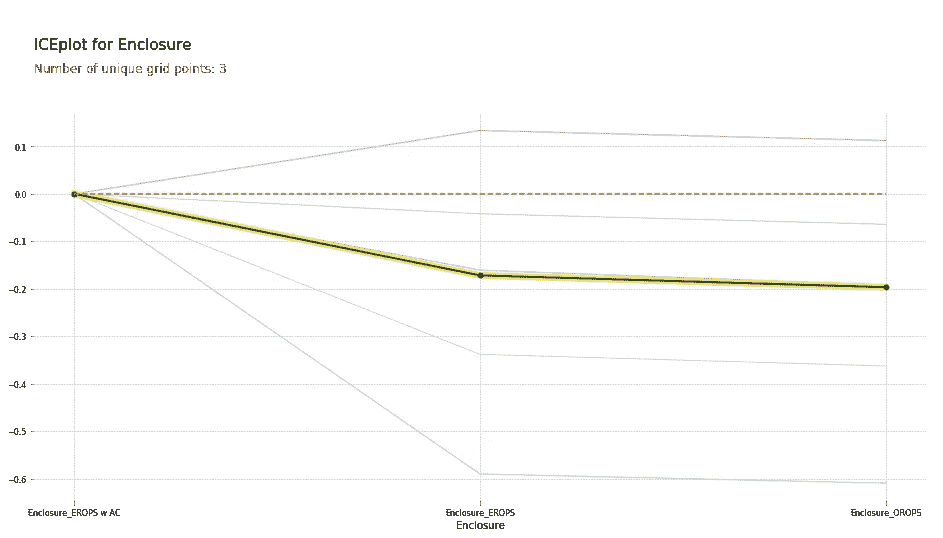 ICEplot for Enclosure
Number of unique grid points: 3
0.1
0.0
−0.1
−0.2
−0.3
−0.4
−0.5
−0.6
Enclosure_EROPS w AC
Enclosure_EROPS
Enclosure_OROPS
Enclosure